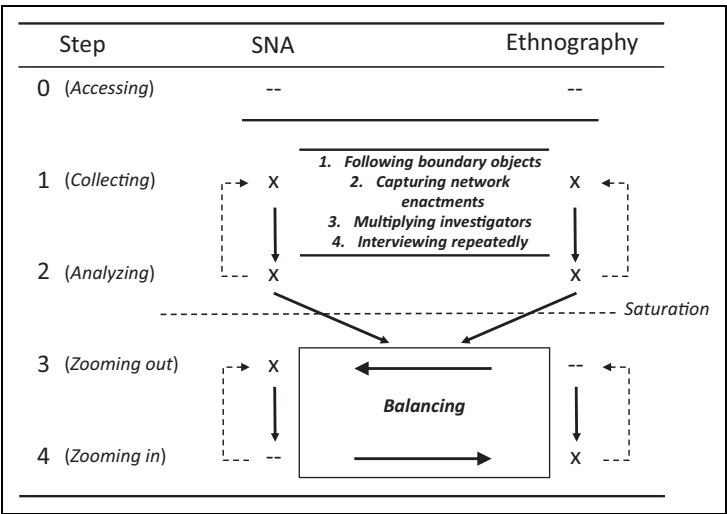 Step SNA Ethnography
0 (Accessing) -- --
1. Following boundary objects
1 (Collecting) X 2. Capturing network X
enactments
3. Multiplying investigators
4. Interviewing repeatedly
2 (Analyzing) X X
Saturation
3 (Zooming out) X --
Balancing
4 (Zooming in) -- X